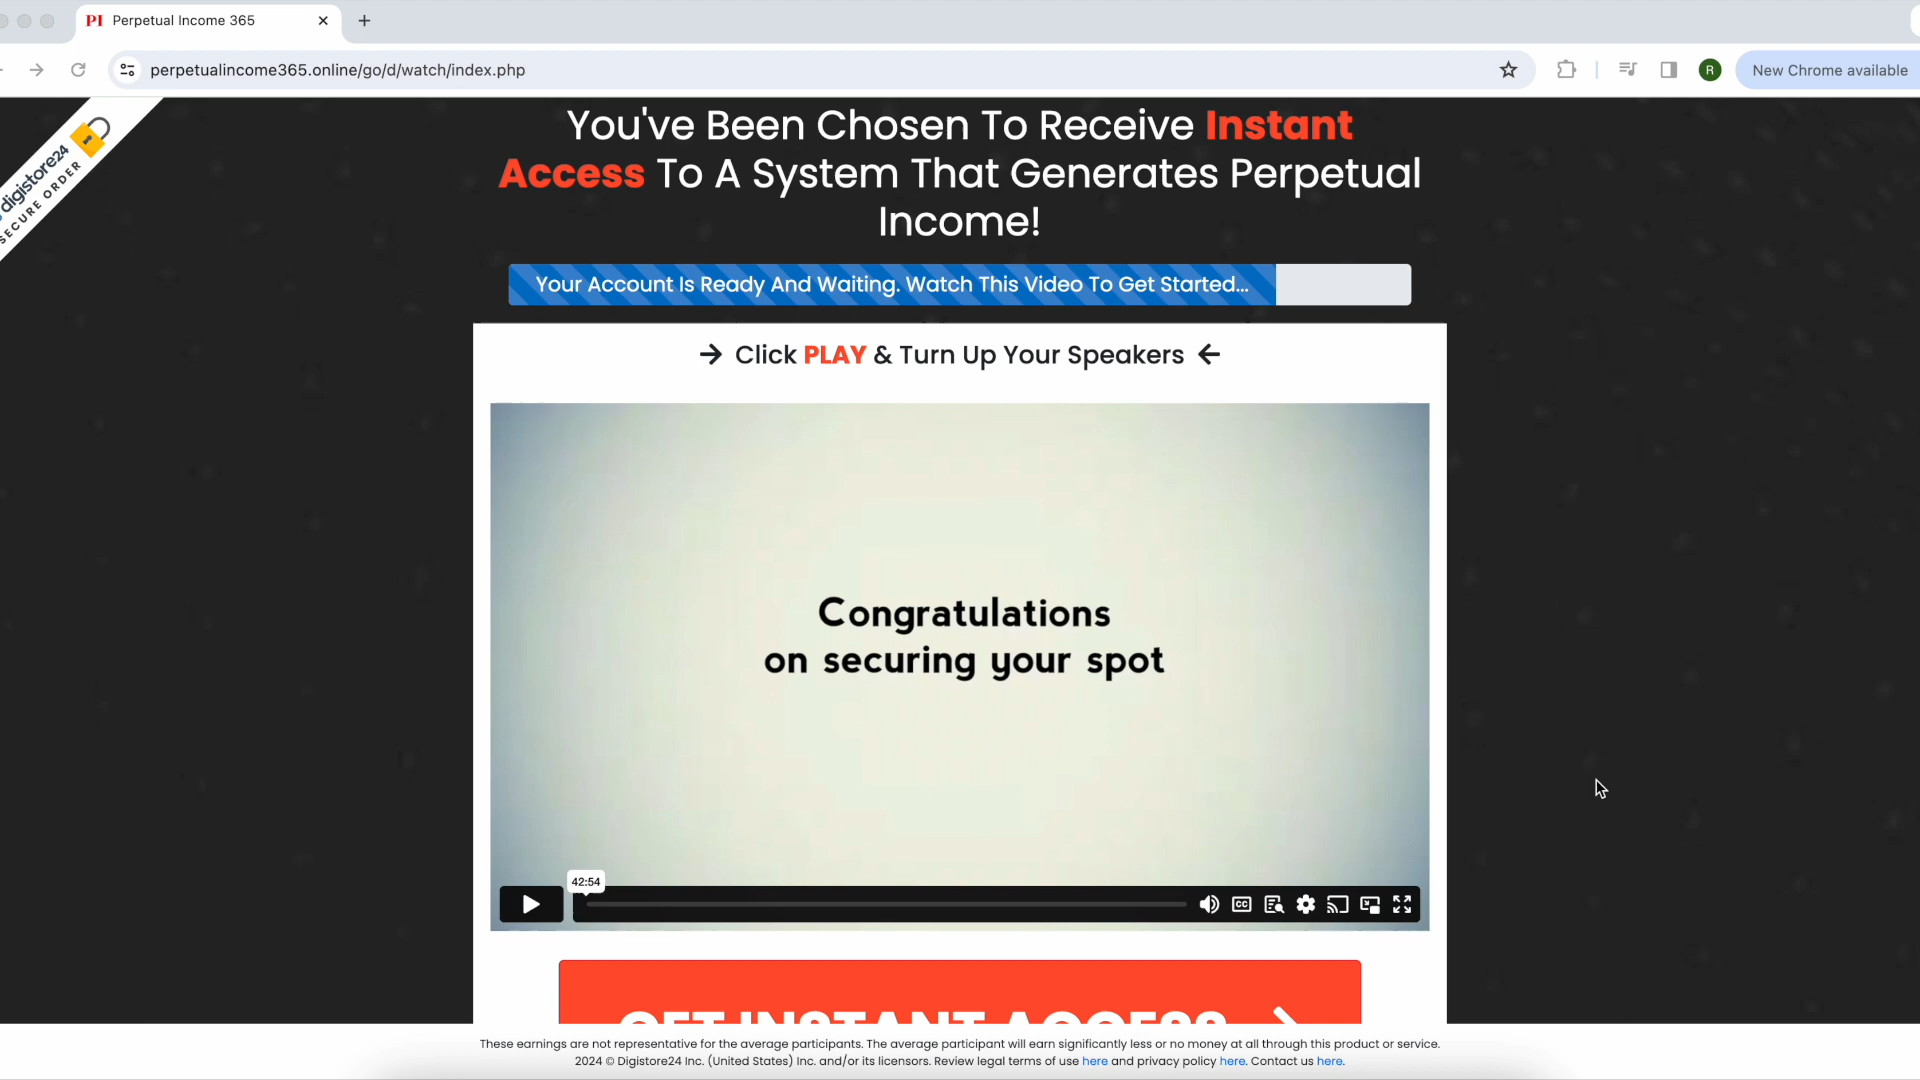 PI Perpetual Income 365
perpetualincome365.online/go/d/watch/index.php
R
New Chrome available
digistore24
SECURE ORDER
You've Been Chosen To Receive Instant
Access To A System That Generates Perpetual
Income!
Your Account Is Ready And Waiting. Watch This Video To Get Started...
→ Click PLAY & Turn Up Your Speakers ←
Congratulations
on securing your spot
42:54
CC
GET INSTANT ACCESS
These earnings are not representative for the average participants. The average participant will earn significantly less or no money at all through this product or service.
2024 © Digistore24 Inc. (United States) Inc. and/or its licensors. Review legal terms of use here and privacy policy here. Contact us here.